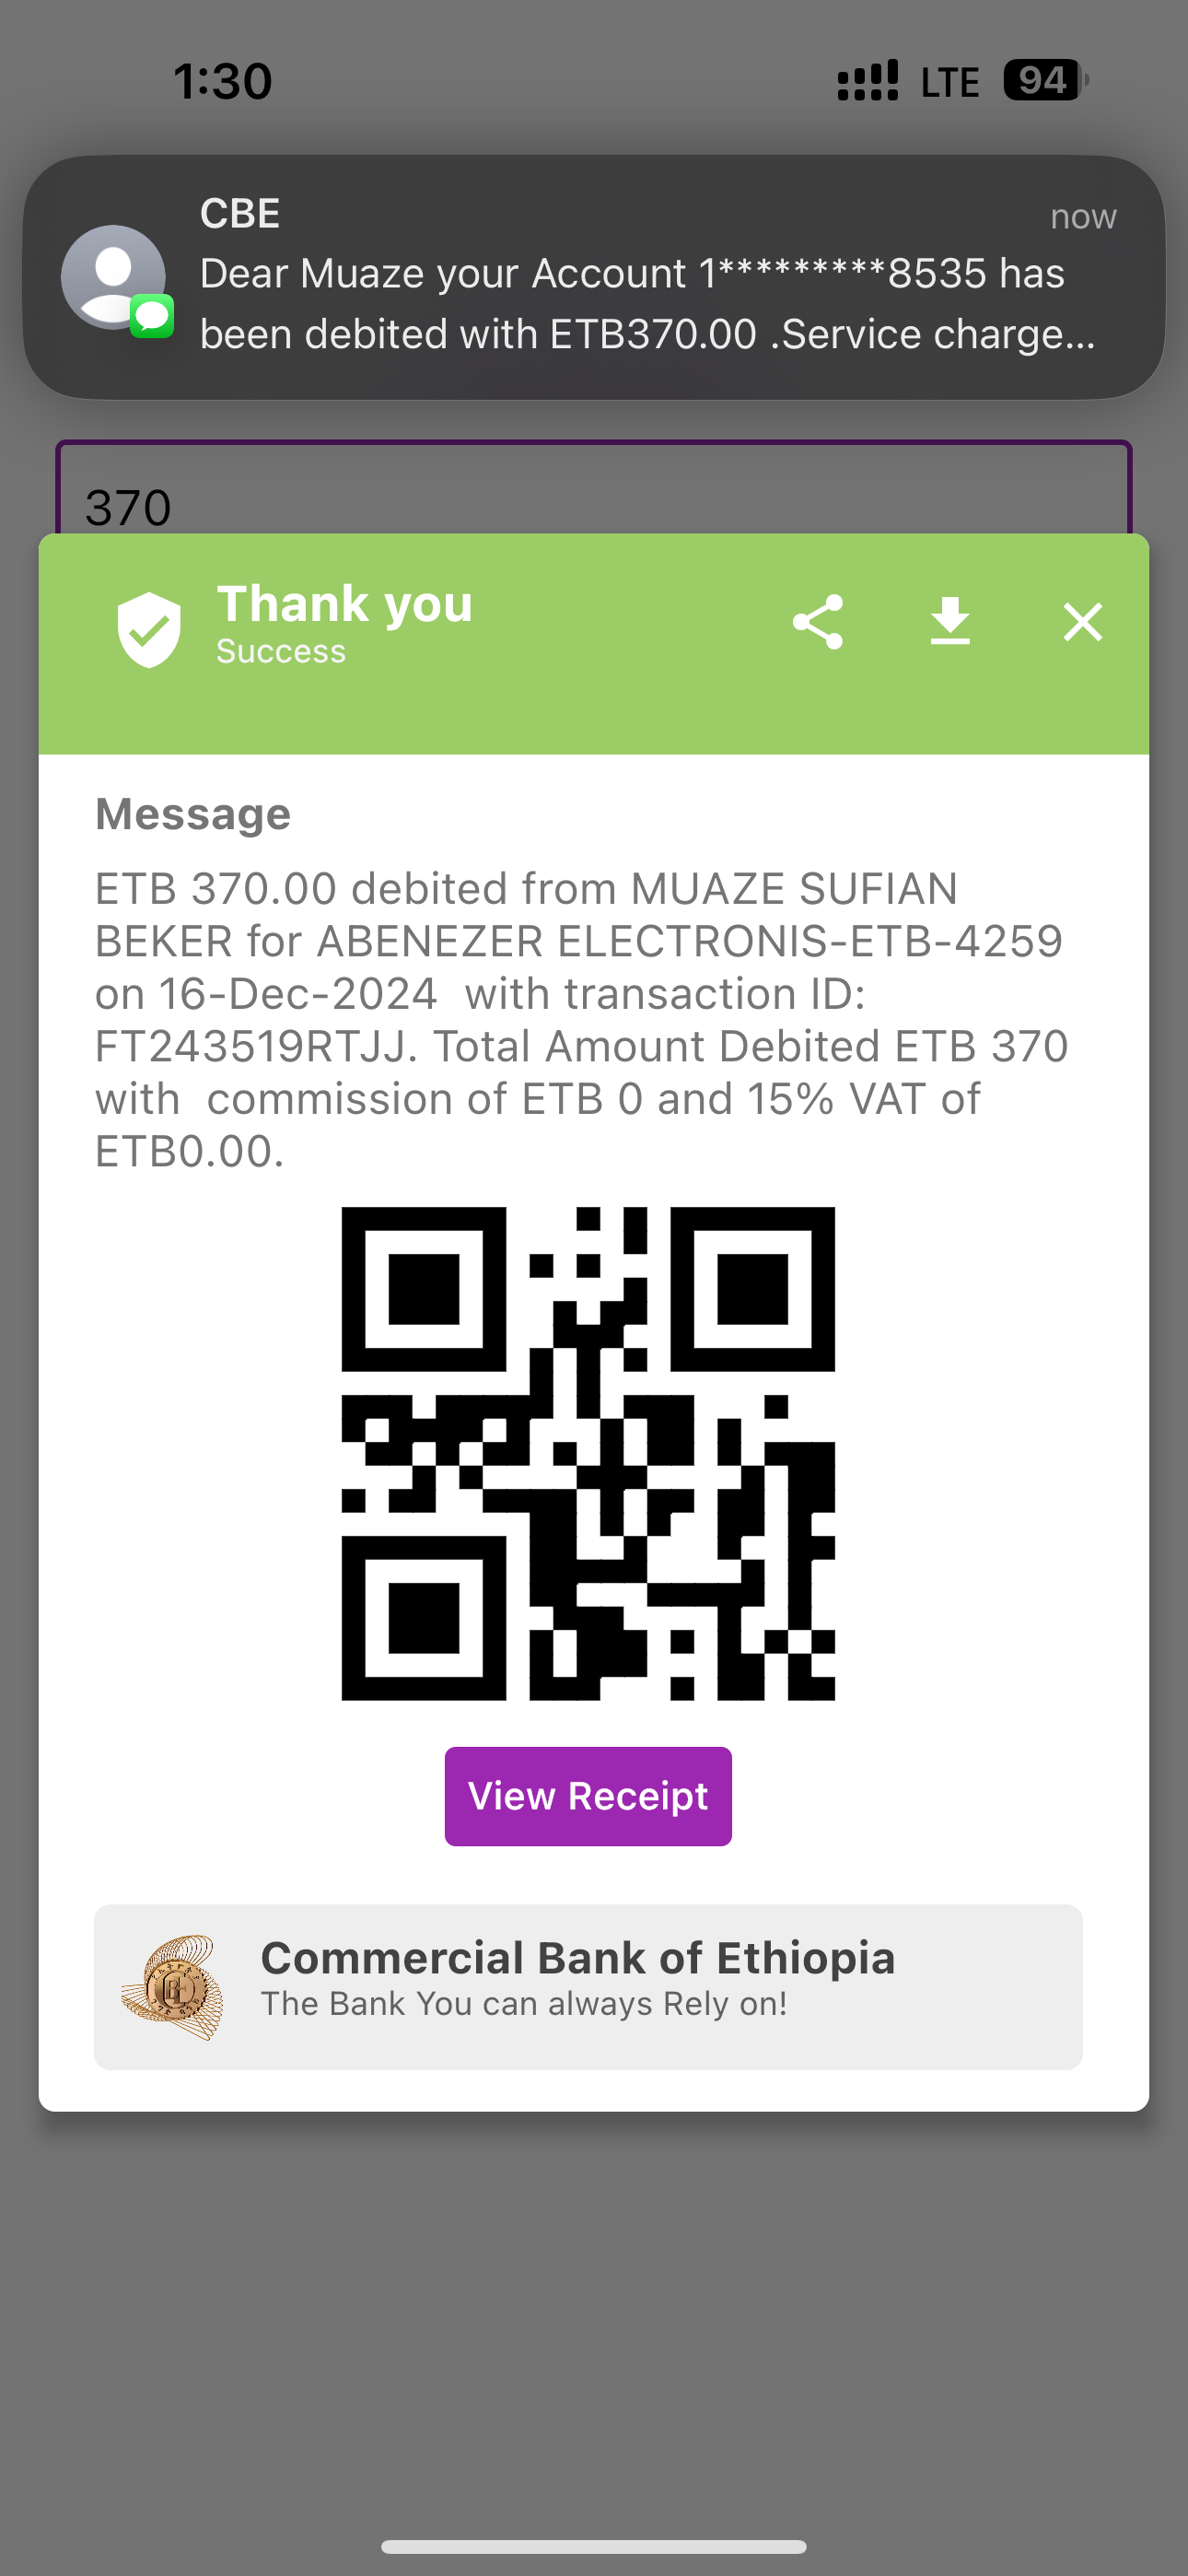 1:30
LTE 94
CBE
now
Dear Muaze your Account 1*********8535 has
been debited with ETB370.00 .Service charge...
370
Thank you
Success
Message
ETB 370.00 debited from MUAZE SUFIAN
BEKER for ABENEZER ELECTRONIS-ETB-4259
on 16-Dec-2024  with transaction ID:
FT243519RTJJ. Total Amount Debited ETB 370
with  commission of ETB 0 and 15% VAT of
ETB0.00.
View Receipt
Commercial Bank of Ethiopia
The Bank You can always Rely on!